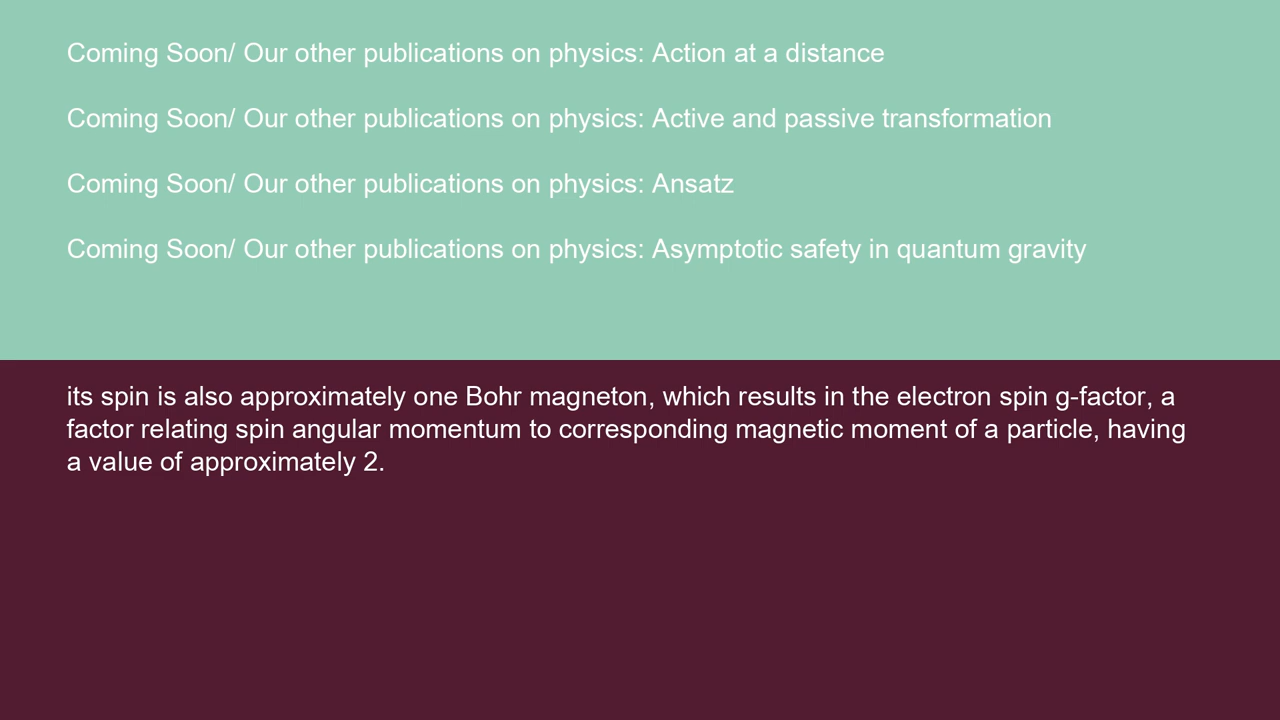 Coming Soon/ Our other publications on physics: Action at a distance
Coming Soon/ Our other publications on physics: Active and passive transformation
Coming Soon/ Our other publications on physics: Ansatz
Coming Soon/ Our other publications on physics: Asymptotic safety in quantum gravity
its spin is also approximately one Bohr magneton, which results in the electron spin g-factor, a
factor relating spin angular momentum to corresponding magnetic moment of a particle, having
a value of approximately 2.